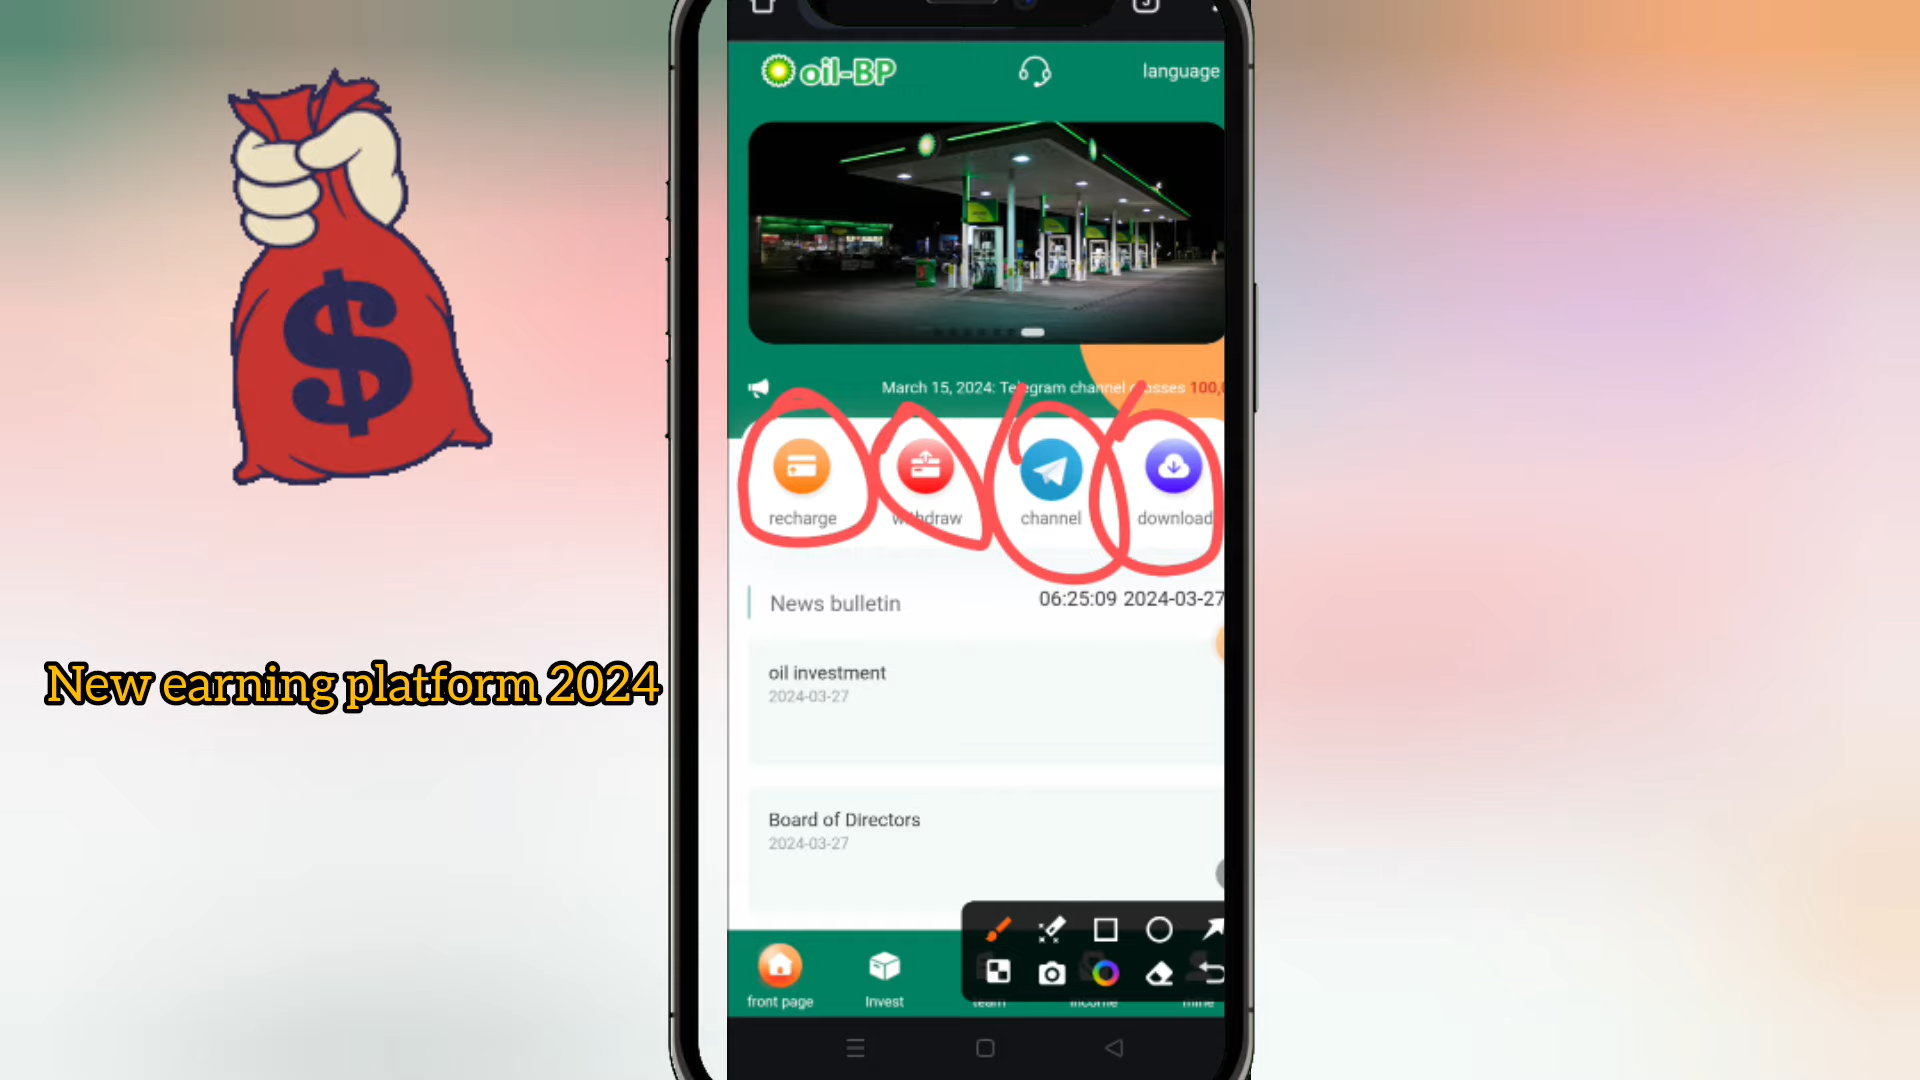 oil-BP
language
March 15, 2024: Telegram channel crosses 100,
recharge
withdraw
channel
download
News bulletin
06:25:09 2024-03-27
oil investment
2024-03-27
New earning platform 2024
Board of Directors
2024-03-27
front page
Invest
team
income
mine